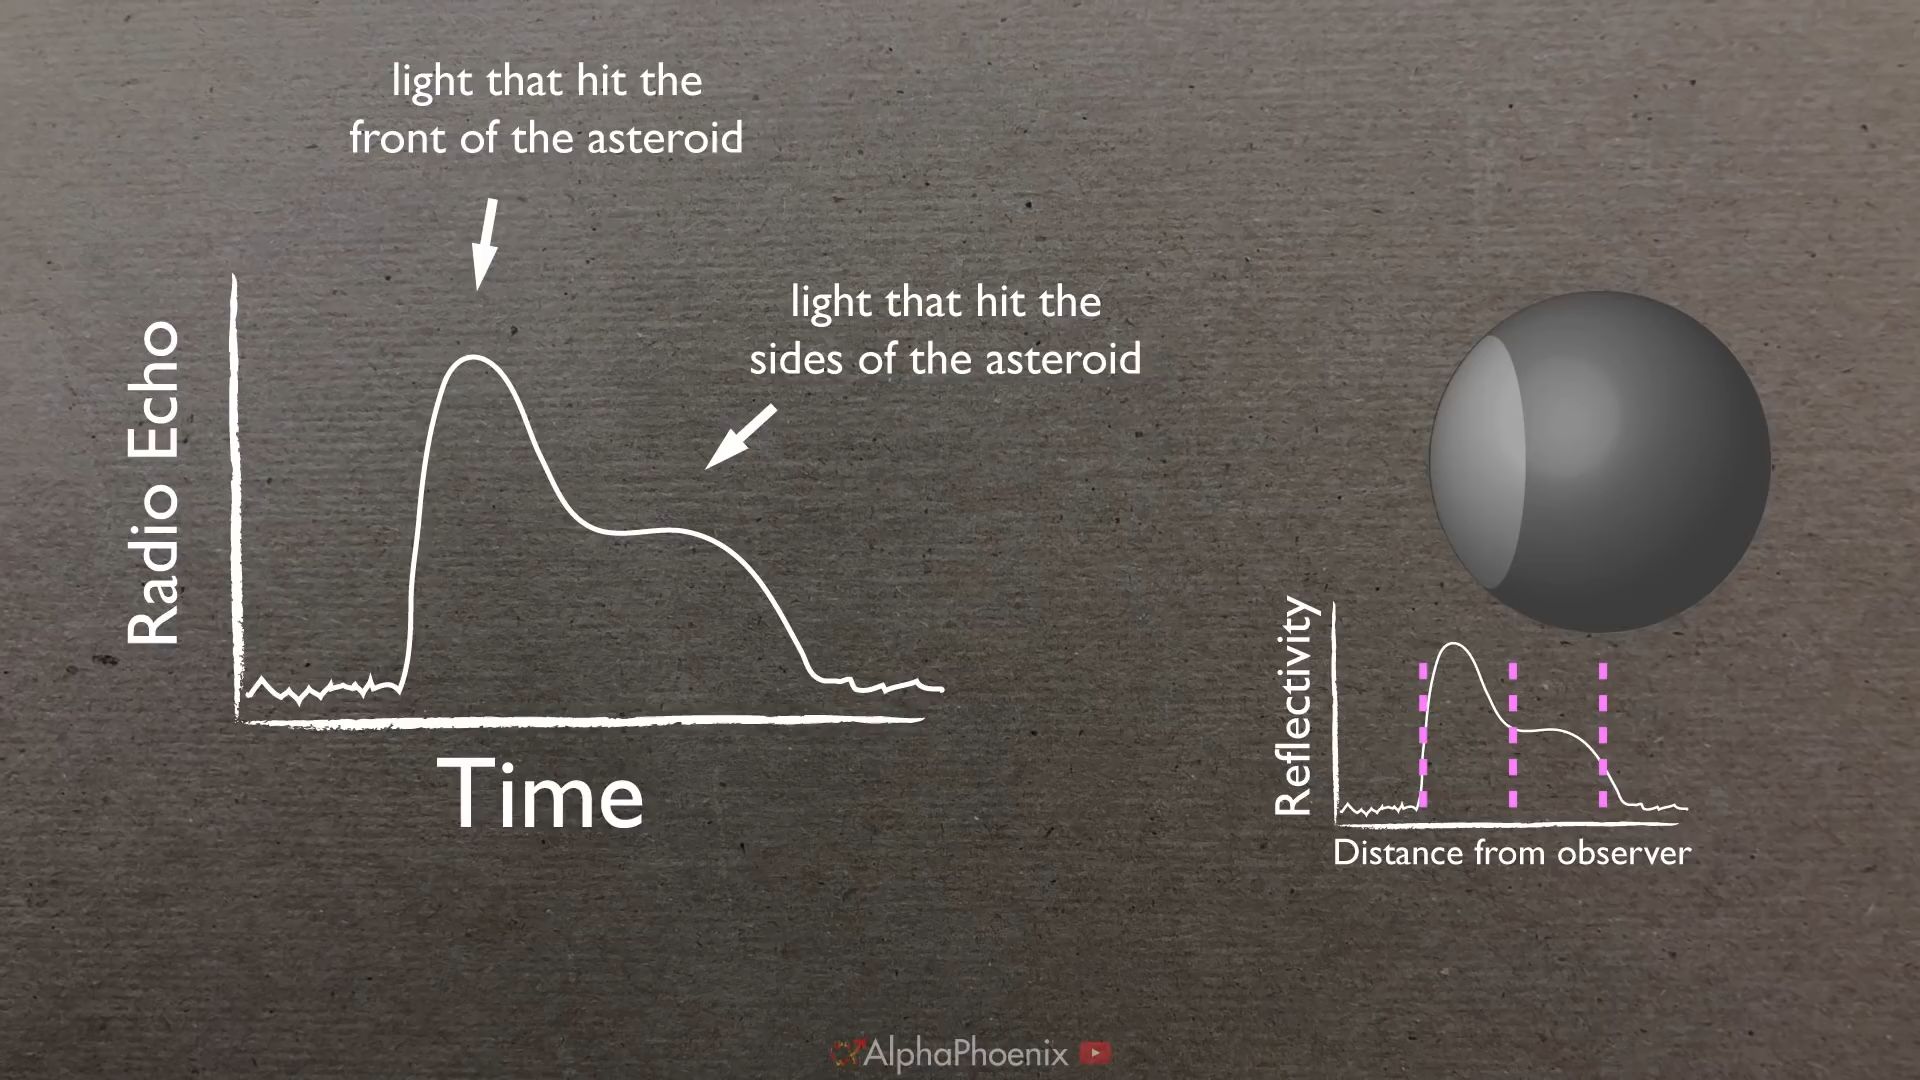 light that hit the
front of the asteroid
light that hit the
sides of the asteroid
Radio Echo
Time
Reflectivity
Distance from observer
AlphaPhoenix